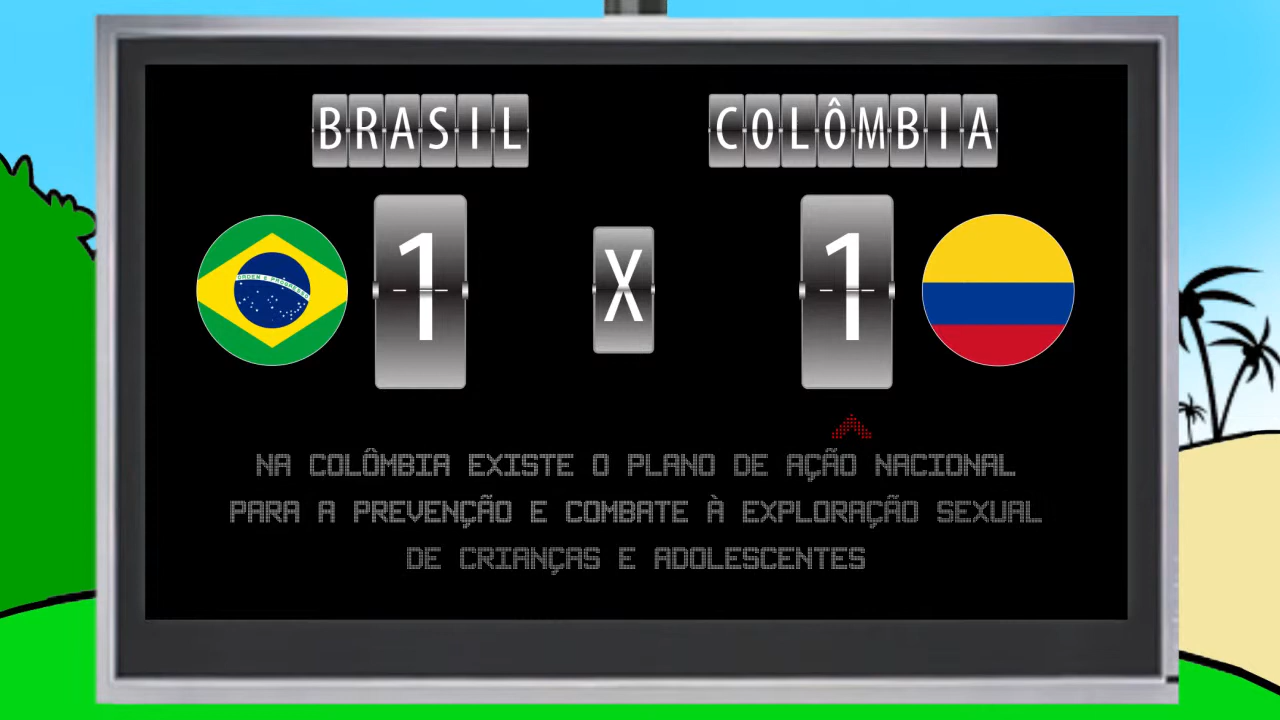 BRASIL COLÔMBIA
1 X 1
NA COLÔMBIA EXISTE O PLANO DE AÇÃO NACIONAL
PARA A PREVENÇÃO E COMBATE À EXPLORAÇÃO SEXUAL
DE CRIANÇAS E ADOLESCENTES